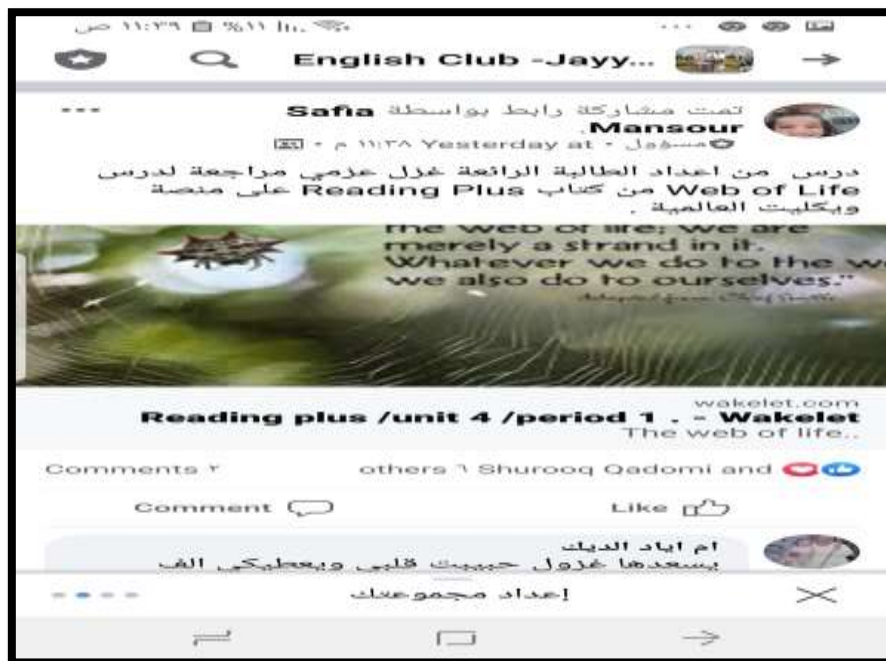 ١١:٣٩ ص %١١
English Club -Jayy...
تمت مشاركة رابط بواسطة Safia
Mansour.
مسؤول • Yesterday at ١١:٣٨ م •
درس من اعداد الطالبة الرائعة غزل عزمي مراجعة لدرس
Web of Life من كتاب Reading Plus على منصة
ويكليت العالمية .
the web of life; we are
merely a strand in it.
Whatever we do to the w
we also do to ourselves."
wakelet.com
Reading plus /unit 4 /period 1 . - Wakelet
The web of life..
Shurooq Qadomi and ٦ others
٢ Comments
Like
Comment
ام اياد الديك
يسعدها غزول حبيبت قلبي ويعطيكي الف
إعداد مجموعتك